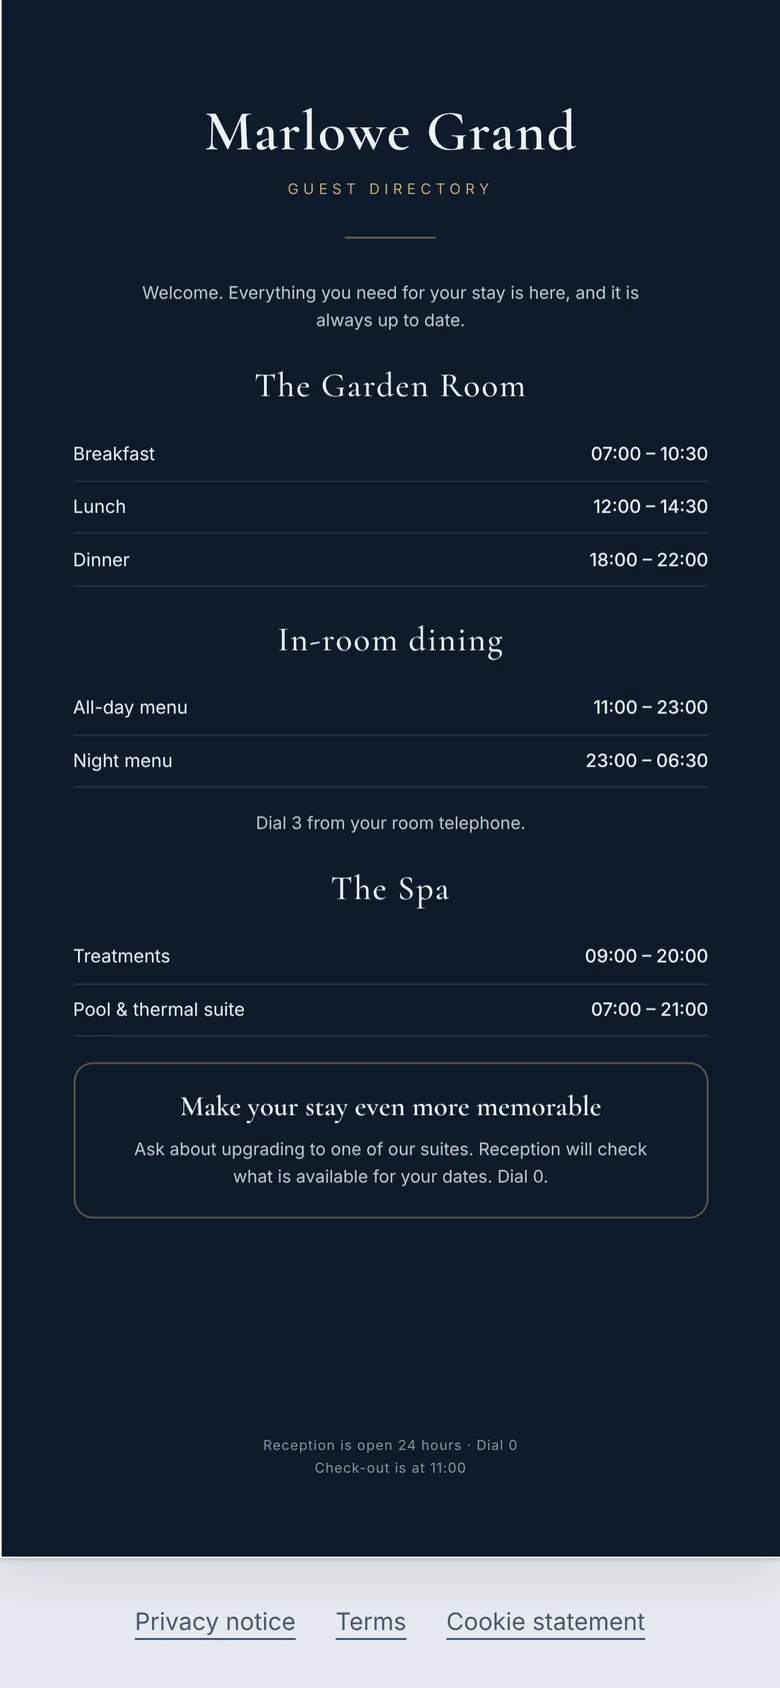 Marlowe Grand
GUEST DIRECTORY
Welcome. Everything you need for your stay is here, and it is
always up to date.
The Garden Room
Breakfast 07:00 – 10:30
Lunch 12:00 – 14:30
Dinner 18:00 – 22:00
In-room dining
All-day menu 11:00 – 23:00
Night menu 23:00 – 06:30
Dial 3 from your room telephone.
The Spa
Treatments 09:00 – 20:00
Pool & thermal suite 07:00 – 21:00
Make your stay even more memorable
Ask about upgrading to one of our suites. Reception will check
what is available for your dates. Dial 0.
Reception is open 24 hours · Dial 0
Check-out is at 11:00
Privacy notice Terms Cookie statement